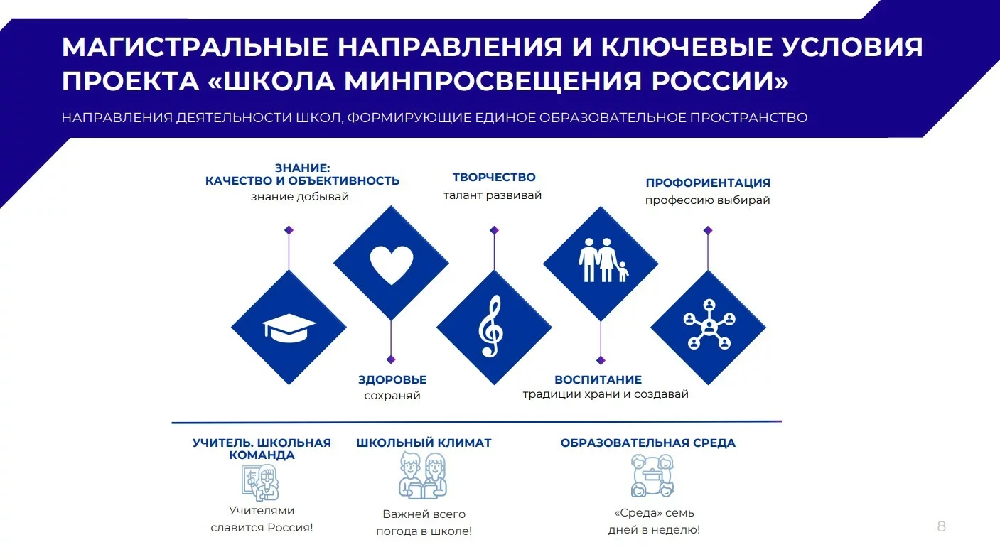 МАГИСТРАЛЬНЫЕ НАПРАВЛЕНИЯ И КЛЮЧЕВЫЕ УСЛОВИЯ
ПРОЕКТА «ШКОЛА МИНПРОСВЕЩЕНИЯ РОССИИ»
НАПРАВЛЕНИЯ ДЕЯТЕЛЬНОСТИ ШКОЛ, ФОРМИРУЮЩИЕ ЕДИНОЕ ОБРАЗОВАТЕЛЬНОЕ ПРОСТРАНСТВО
ЗНАНИЕ:
КАЧЕСТВО И ОБЪЕКТИВНОСТЬ
знание добывай
ТВОРЧЕСТВО
талант развивай
ПРОФОРИЕНТАЦИЯ
профессию выбирай
ЗДОРОВЬЕ
сохраняй
ВОСПИТАНИЕ
традиции храни и создавай
УЧИТЕЛЬ. ШКОЛЬНАЯ
КОМАНДА
Учителями
славится Россия!
ШКОЛЬНЫЙ КЛИМАТ
Важней всего
погода в школе!
ОБРАЗОВАТЕЛЬНАЯ СРЕДА
«Среда» семь
дней в неделю!
8